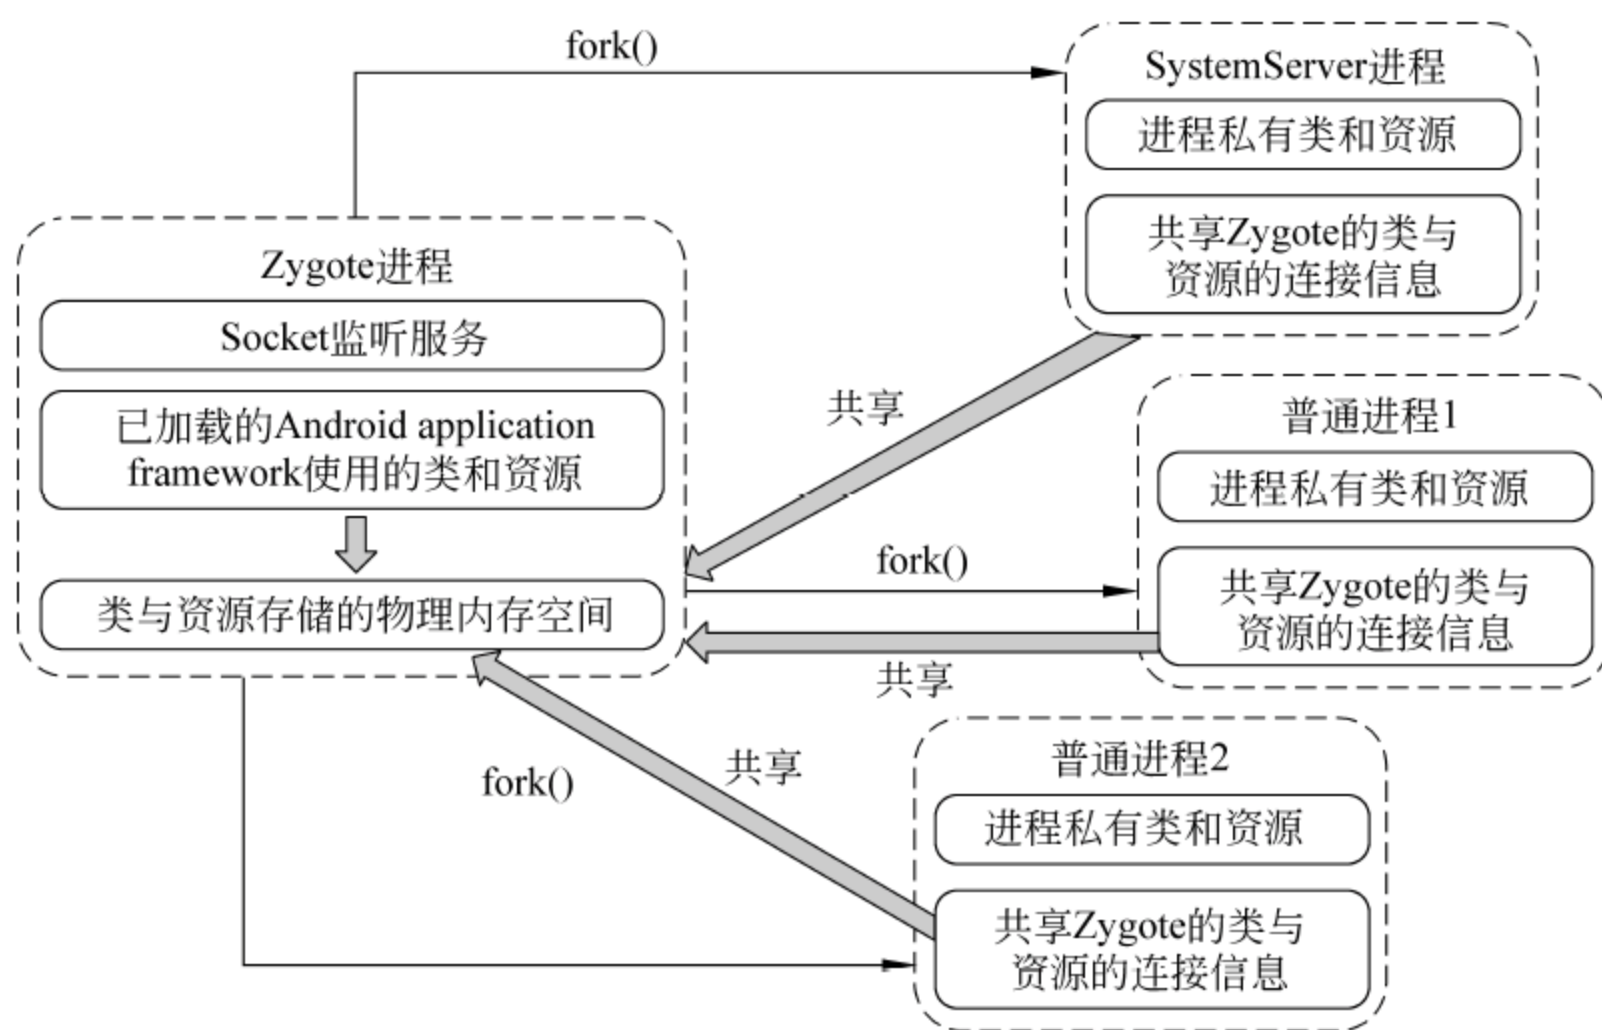 fork()
SystemServer进程
进程私有类和资源
共享Zygote的类与
资源的连接信息
Zygote进程
Socket监听服务
已加载的Android application
framework使用的类和资源
类与资源存储的物理内存空间
共享
fork()
共享
普通进程1
进程私有类和资源
共享Zygote的类与
资源的连接信息
fork()
共享
普通进程2
进程私有类和资源
共享Zygote的类与
资源的连接信息